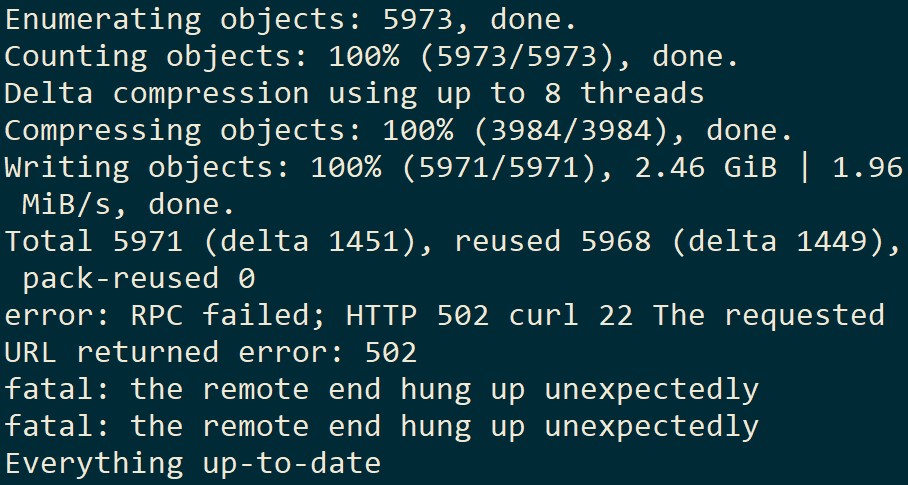 Enumerating objects: 5973, done.
Counting objects: 100% (5973/5973), done.
Delta compression using up to 8 threads
Compressing objects: 100% (3984/3984), done.
Writing objects: 100% (5971/5971), 2.46 GiB | 1.96
 MiB/s, done.
Total 5971 (delta 1451), reused 5968 (delta 1449),
 pack-reused 0
error: RPC failed; HTTP 502 curl 22 The requested
URL returned error: 502
fatal: the remote end hung up unexpectedly
fatal: the remote end hung up unexpectedly
Everything up-to-date